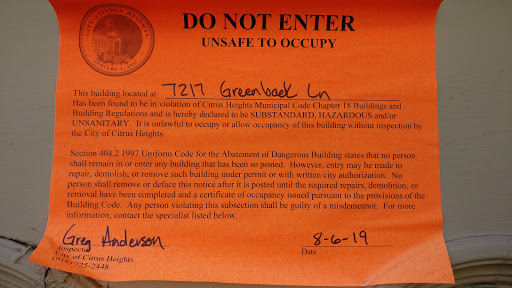 CITY CITRUS HEIGHTS
DO NOT ENTER
UNSAFE TO OCCUPY
This building located at 7217 Greenback Ln
Has been found to be in violation of Citrus Heights Municipal Code Chapter 18 Buildings and
Building Regulations and is hereby declared to be SUBSTANDARD, HAZARDOUS and/or
UNSANITARY. It is unlawful to occupy or allow occupancy of this building without inspection by
the City of Citrus Heights.
Section 404.2 1997 Uniform Code for the Abatement of Dangerous Building states that no person
shall remain in or enter any building that has been so posted. However, entry may be made to
repair, demolish, or remove such building under permit or with written city authorization. No
person shall remove or deface this notice after it is posted until the required repairs, demolition, or
removal have been completed and a certificate of occupancy issued pursuant to the provisions of the
Building Code. Any person violating this subsection shall be guilty of a misdemeanor. For more
information, contact the specialist listed below.
Greg Anderson 8-6-19
Inspector Date
City of Citrus Heights
(916) 725-2448